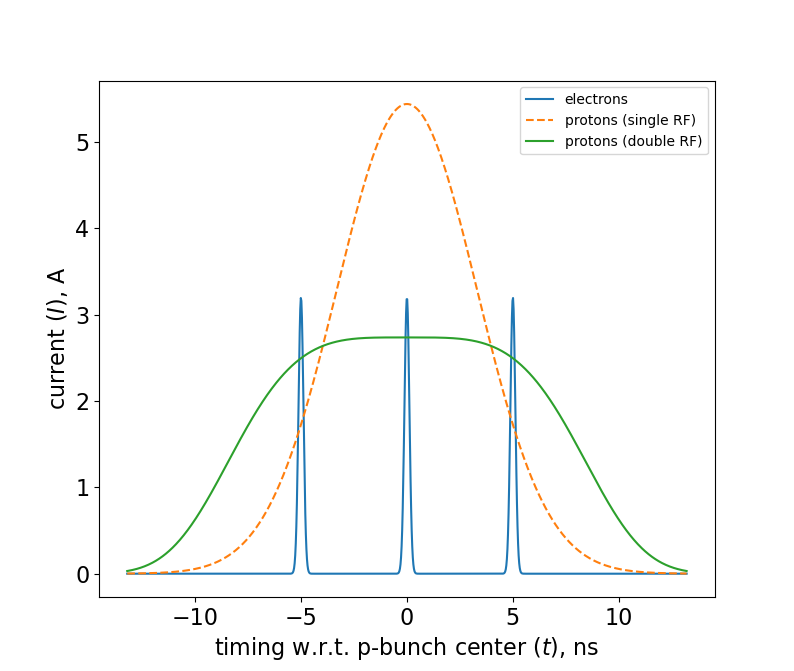 electrons
protons (single RF)
protons (double RF)
5
4
3
2
1
0
current (I), A
−10
−5
0
5
10
timing w.r.t. p-bunch center (t), ns